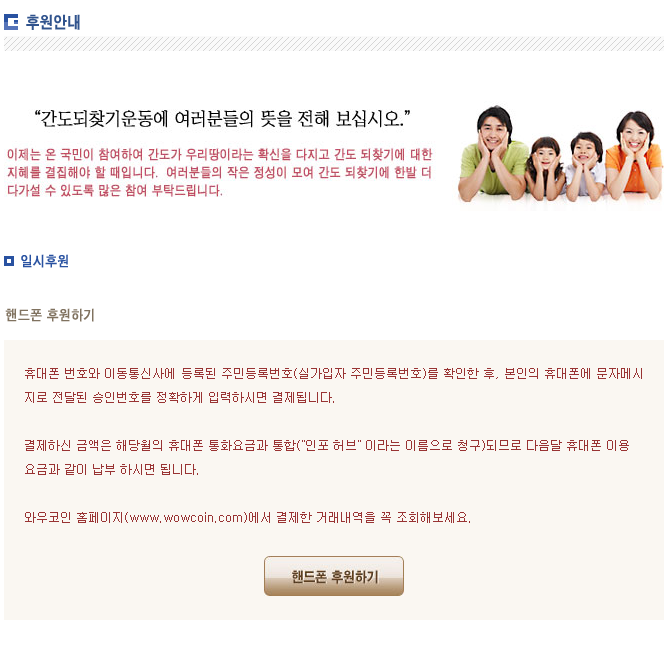 후원안내
“간도되찾기운동에 여러분들의 뜻을 전해 보십시오.”
이제는 온 국민이 참여하여 간도가 우리땅이라는 확신을 다지고 간도 되찾기에 대한
지혜를 결집해야 할 때입니다. 여러분들의 작은 정성이 모여 간도 되찾기에 한발 더
다가설 수 있도록 많은 참여 부탁드립니다.
일시후원
핸드폰 후원하기
휴대폰 번호와 이동통신사에 등록된 주민등록번호(실가입자 주민등록번호)를 확인한 후, 본인의 휴대폰에 문자메시
지로 전달된 승인번호를 정확하게 입력하시면 결제됩니다.
결제하신 금액은 해당월의 휴대폰 통화요금과 통합("인포 허브" 이라는 이름으로 청구)되므로 다음달 휴대폰 이용
요금과 같이 납부 하시면 됩니다.
와우코인 홈페이지(www.wowcoin.com)에서 결제한 거래내역을 꼭 조회해보세요.
핸드폰 후원하기